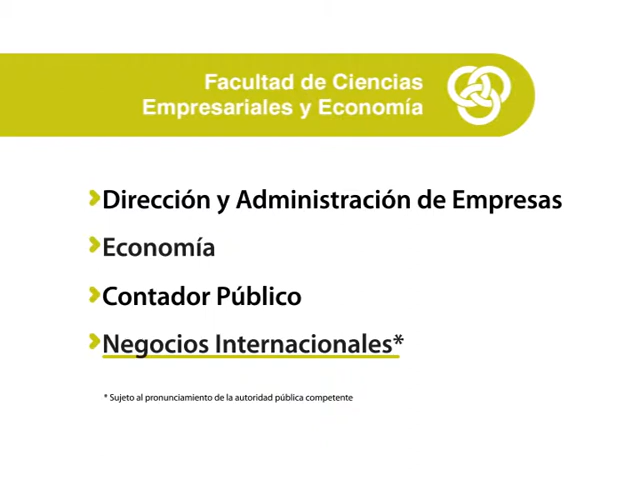 Facultad de Ciencias
Empresariales y Economía
Dirección y Administración de Empresas
Economía
Contador Público
Negocios Internacionales*
* Sujeto al pronunciamiento de la autoridad pública competente